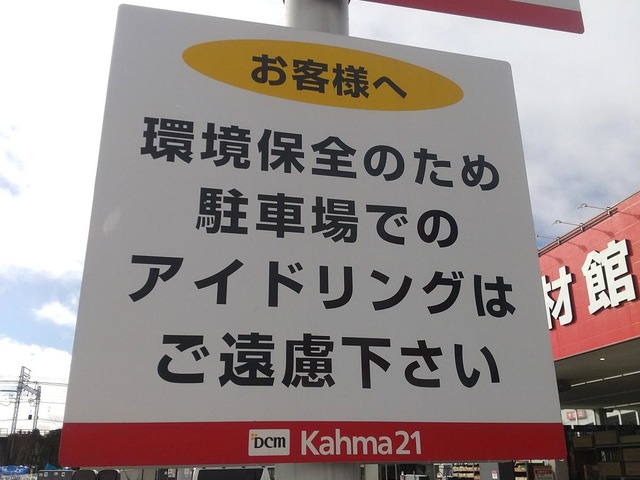 お客様へ
環境保全のため
駐車場での
アイドリングは
ご遠慮下さい
DCM Kahma21
材館